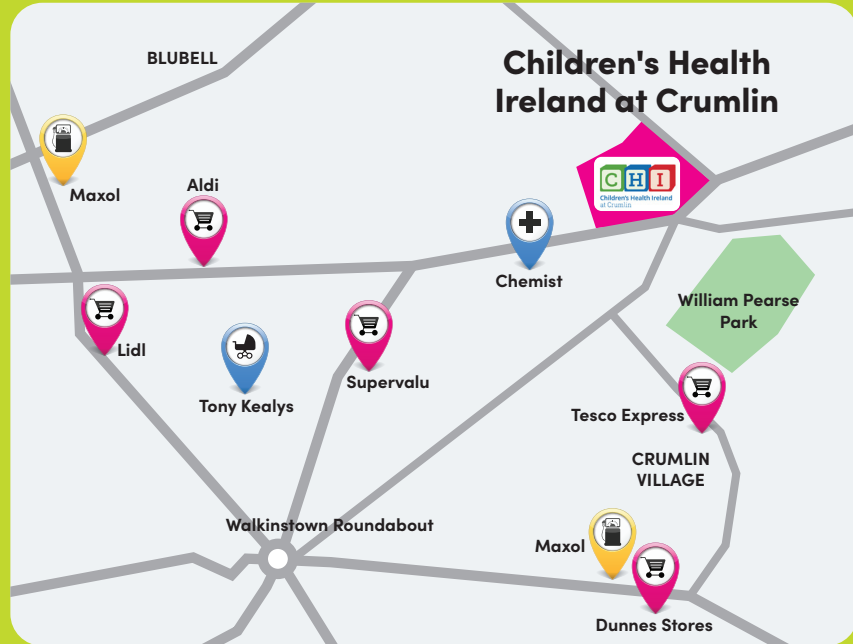 BLUBELL
Children's Health
Ireland at Crumlin
CHI
Children's Health Ireland
at Crumlin
Maxol
Aldi
Chemist
William Pearse
Park
Lidl
Supervalu
Tony Kealys
Tesco Express
CRUMLIN
VILLAGE
Walkinstown Roundabout
Maxol
Dunnes Stores